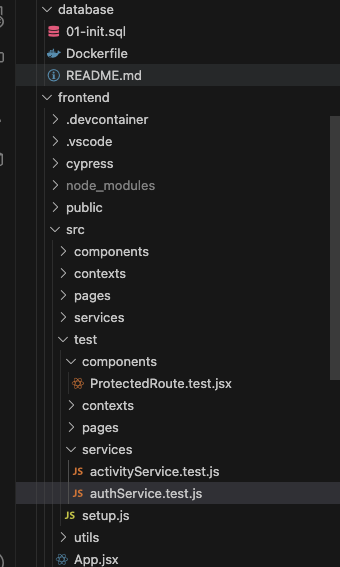 database
01-init.sql
Dockerfile
README.md
frontend
.devcontainer
.vscode
cypress
node_modules
public
src
components
contexts
pages
services
test
components
ProtectedRoute.test.jsx
contexts
pages
services
JS activityService.test.js
JS authService.test.js
JS setup.js
utils
App.jsx